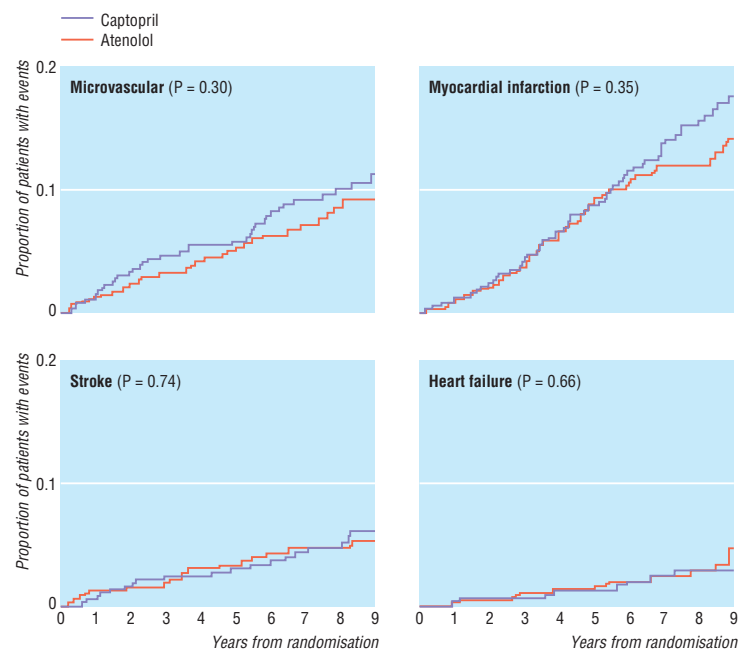 Captopril
Atenolol
Proportion of patients with events
0.2
0.1
0
Microvascular (P = 0.30)
Myocardial infarction (P = 0.35)
Proportion of patients with events
0.2
0.1
0
Stroke (P = 0.74)
Heart failure (P = 0.66)
0 1 2 3 4 5 6 7 8 9
0 1 2 3 4 5 6 7 8 9
Years from randomisation
Years from randomisation